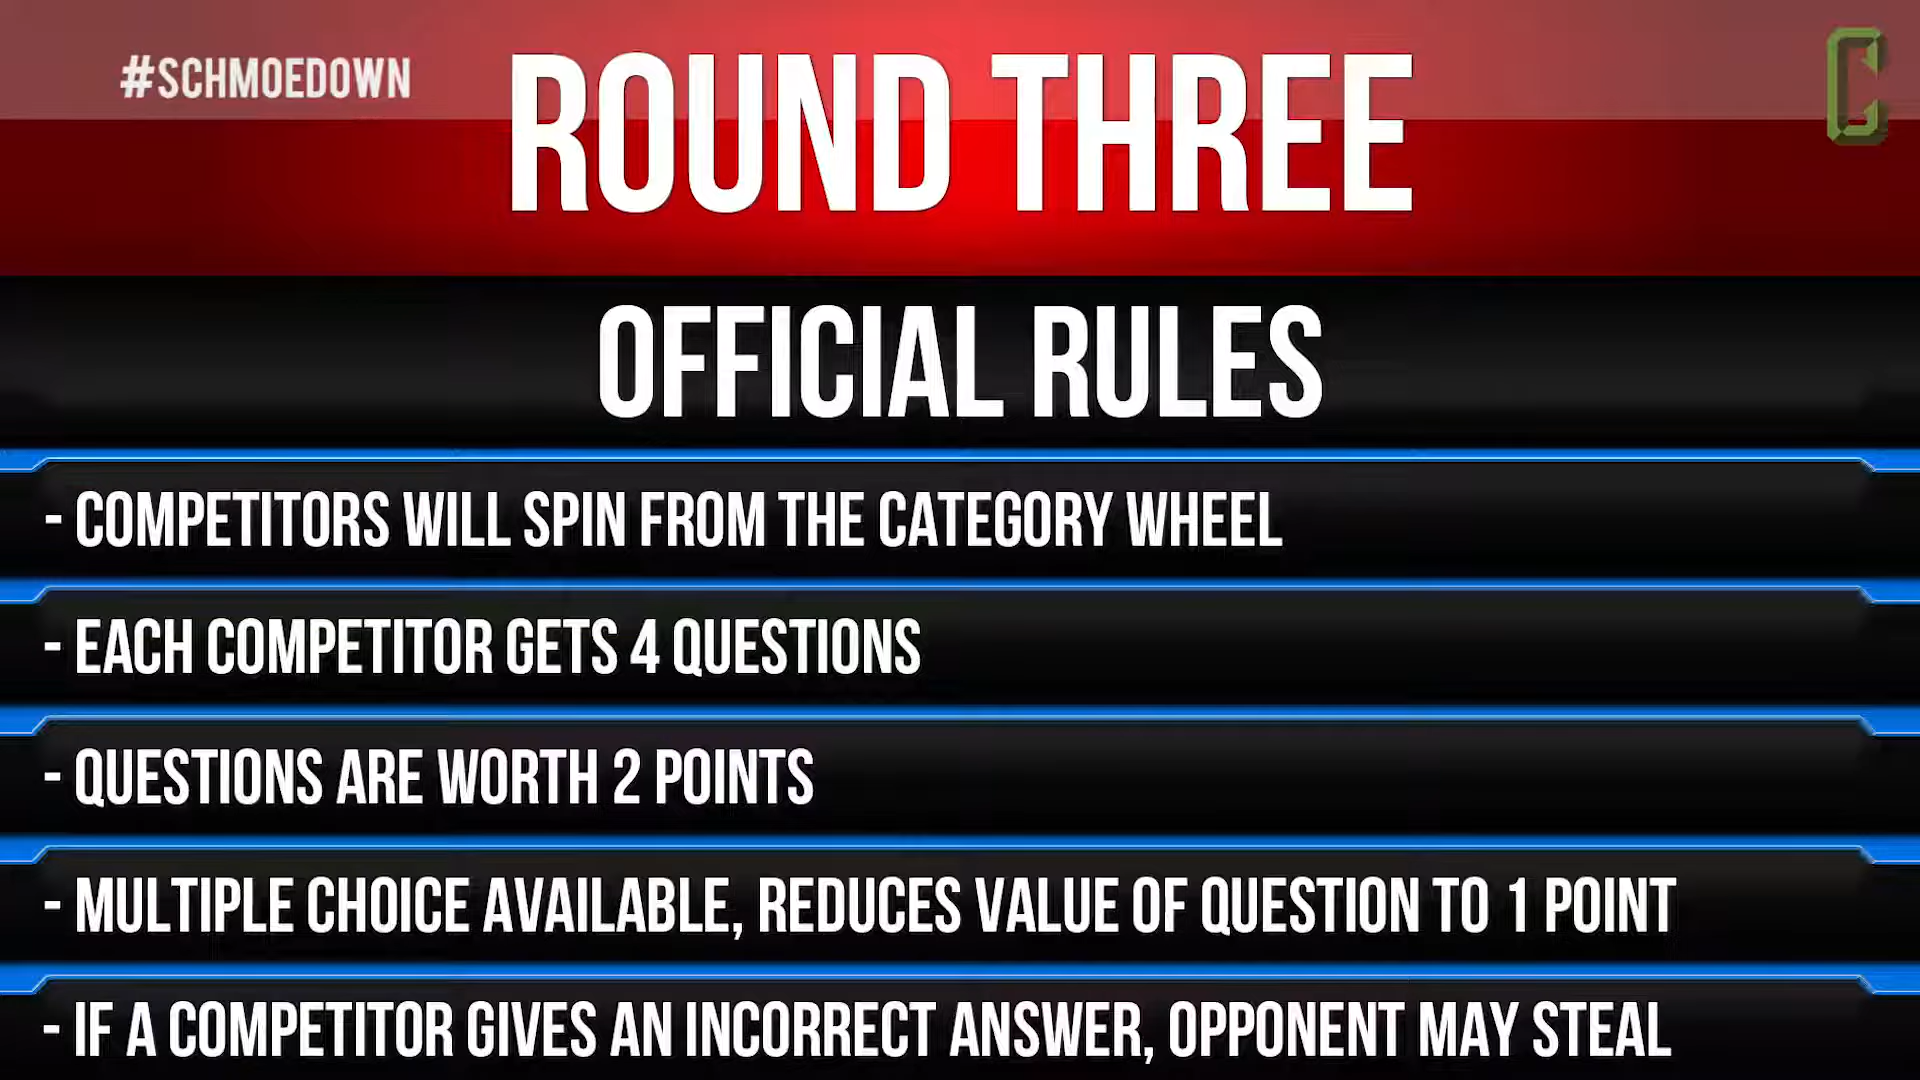 #SCHMOEDOWN
ROUND THREE
OFFICIAL RULES
- COMPETITORS WILL SPIN FROM THE CATEGORY WHEEL
- EACH COMPETITOR GETS 4 QUESTIONS
- QUESTIONS ARE WORTH 2 POINTS
- MULTIPLE CHOICE AVAILABLE, REDUCES VALUE OF QUESTION TO 1 POINT
- IF A COMPETITOR GIVES AN INCORRECT ANSWER, OPPONENT MAY STEAL